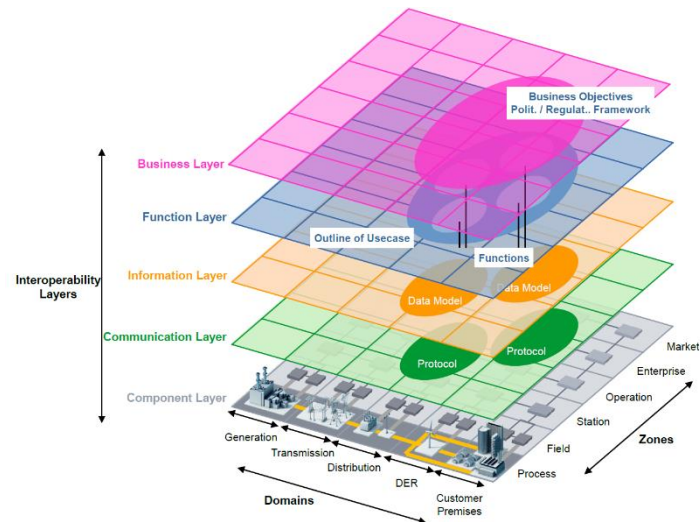 Business Objectives
Polit. / Regulat.. Framework
Business Layer
Function Layer
Outline of Usecase
Functions
Interoperability
Layers
Information Layer
Data Model
Data Model
Communication Layer
Protocol
Protocol
Component Layer
Market
Enterprise
Operation
Station
Field
Process
Zones
Generation
Transmission
Distribution
DER
Customer
Premises
Domains